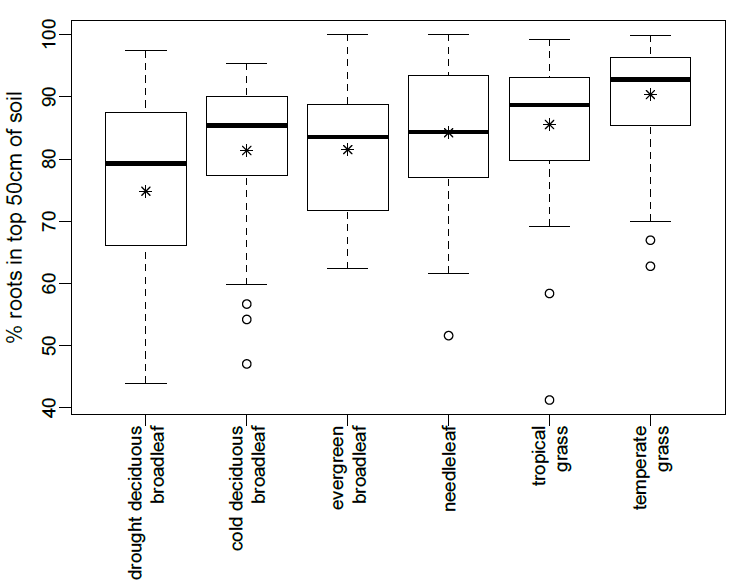 % roots in top 50cm of soil
100
90
80
70
60
50
40
drought deciduous
broadleaf
cold deciduous
broadleaf
evergreen
broadleaf
needleleaf
tropical
grass
temperate
grass